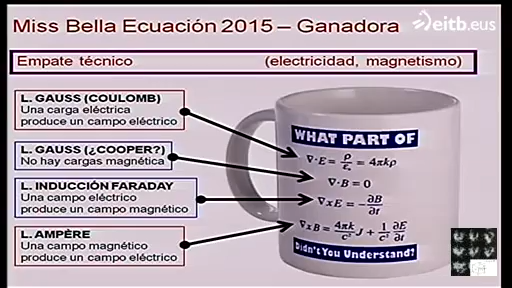 Miss Bella Ecuación 2015 – Ganadora
eitb.eus
Empate técnico (electricidad, magnetismo)
L. GAUSS (COULOMB)
Una carga eléctrica
produce un campo eléctrico
L. GAUSS (¿COOPER?)
No hay cargas magnética
L. INDUCCIÓN FARADAY
Un campo eléctrico
produce un campo magnético
L. AMPÈRE
Una campo magnético
produce un campo eléctrico
WHAT PART OF
∇·E = ρ/ε₀ = 4πkρ
∇·B = 0
∇xE = -∂B/∂t
∇xB = 4πk/c² J + 1/c² ∂E/∂t
Didn't You Understand?